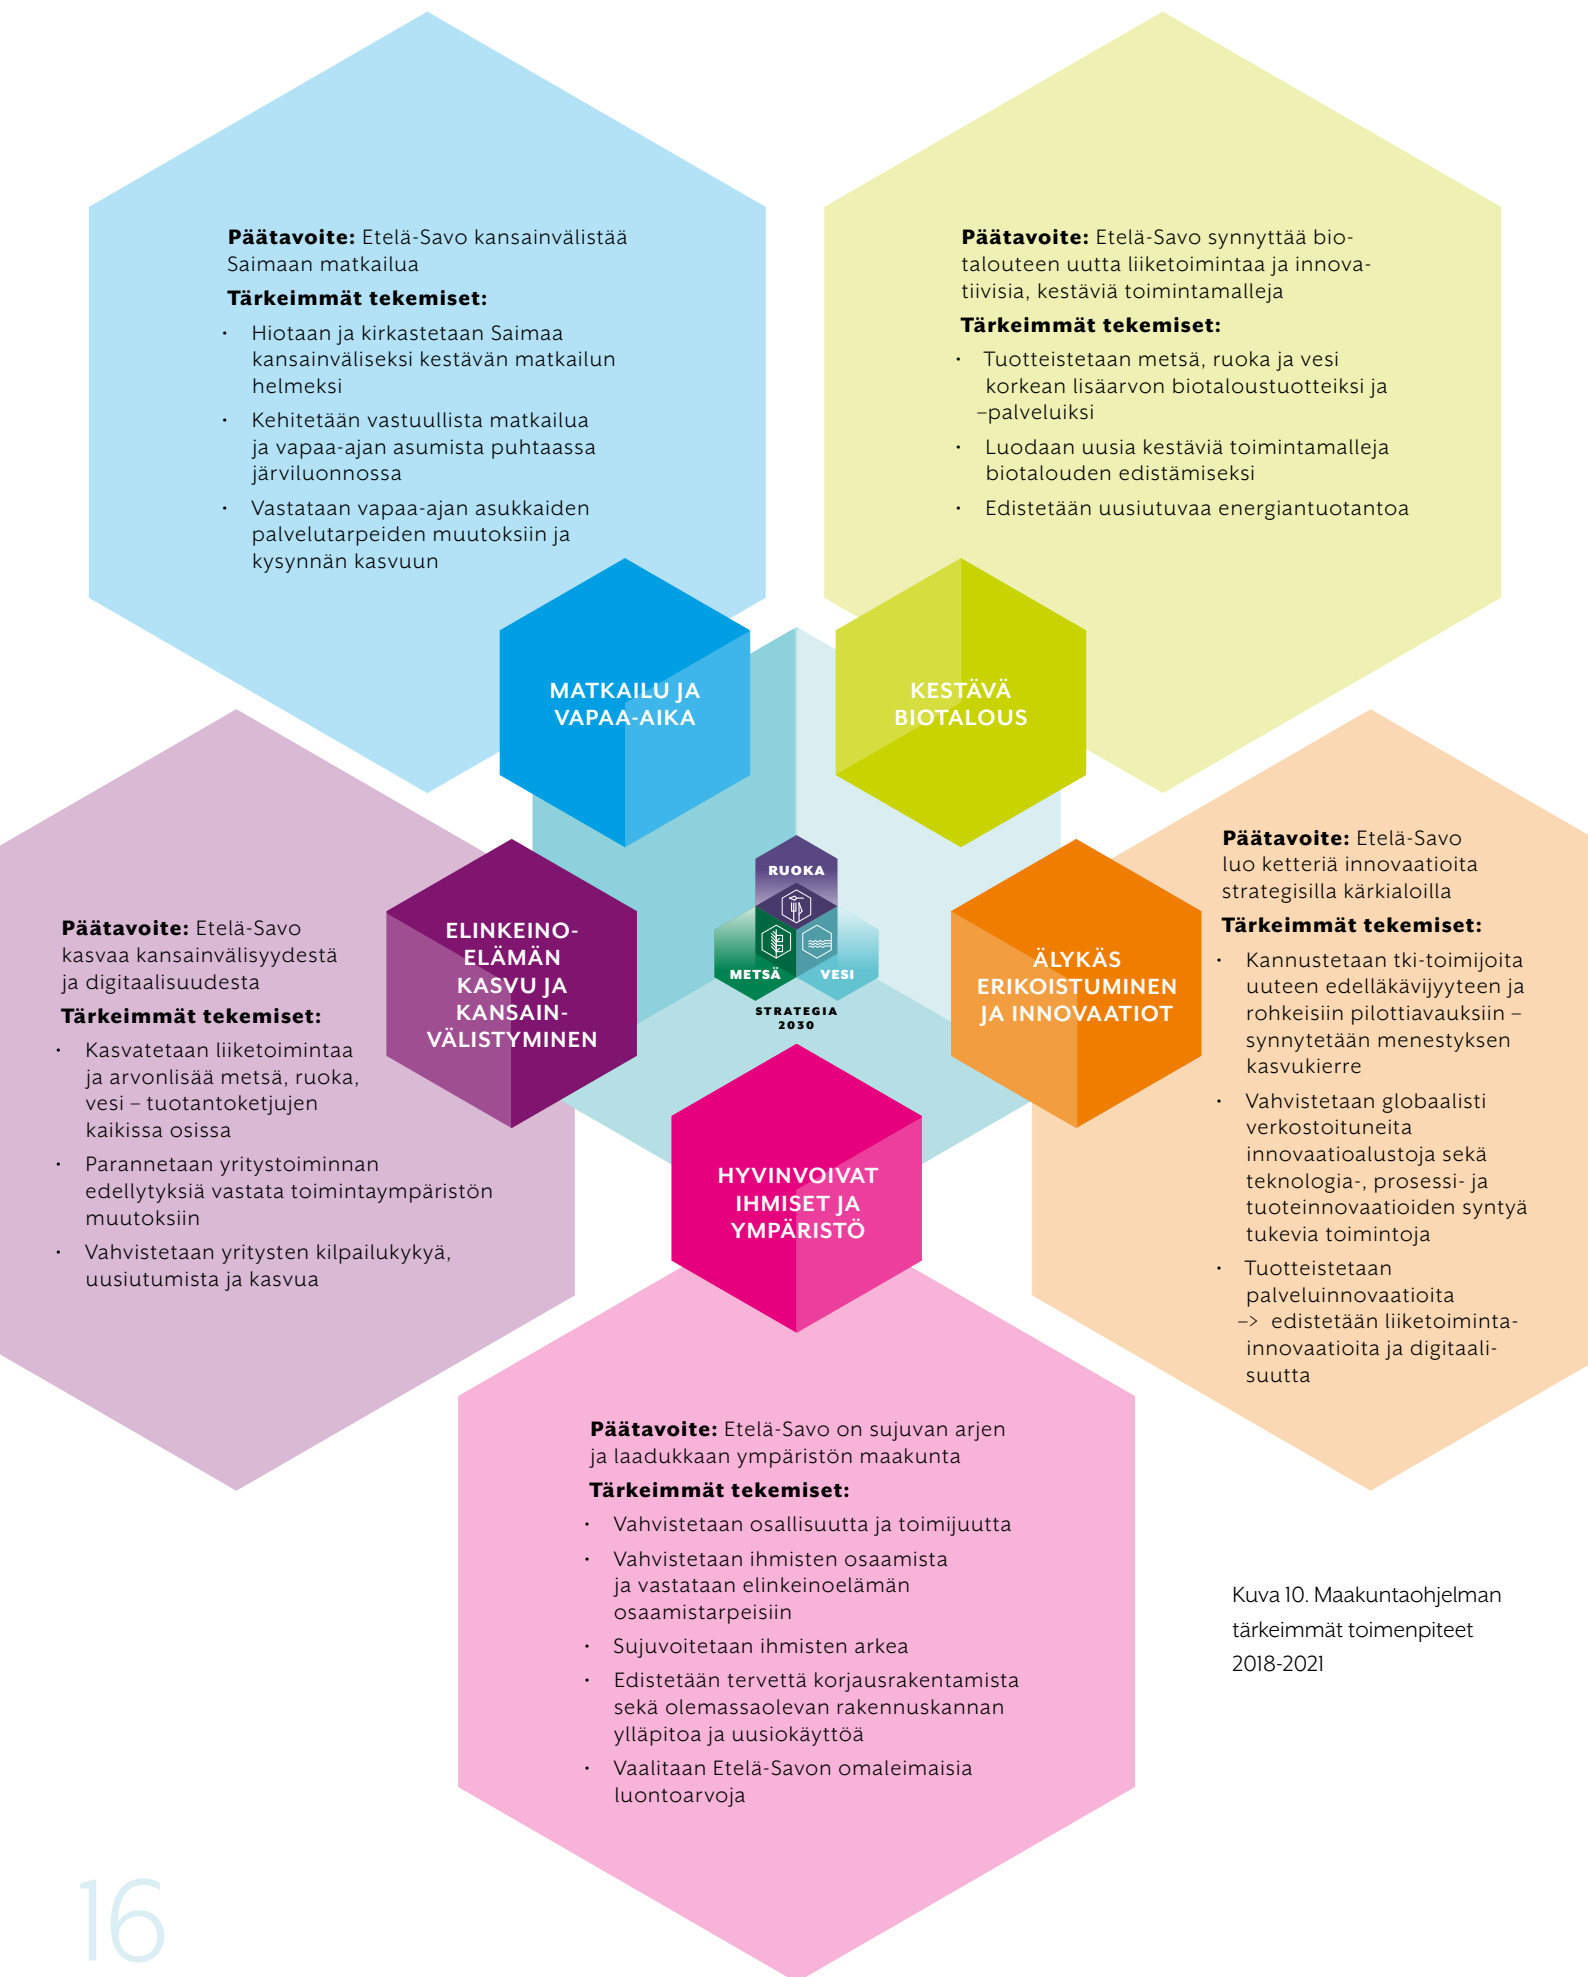 Päätavoite: Etelä-Savo kansainvälistää
Saimaan matkailua
Tärkeimmät tekemiset:
• Hiotaan ja kirkastetaan Saimaa
kansainväliseksi kestävän matkailun
helmeksi
• Kehitetään vastuullista matkailua
ja vapaa-ajan asumista puhtaassa
järviluonnossa
• Vastataan vapaa-ajan asukkaiden
palvelutarpeiden muutoksiin ja
kysynnän kasvuun
MATKAILU JA
VAPAA-AIKA
Päätavoite: Etelä-Savo synnyttää bio-
talouteen uutta liiketoimintaa ja innova-
tiivisia, kestäviä toimintamalleja
Tärkeimmät tekemiset:
• Tuotteistetaan metsä, ruoka ja vesi
korkean lisäarvon biotaloustuotteiksi ja
–palveluiksi
• Luodaan uusia kestäviä toimintamalleja
biotalouden edistämiseksi
• Edistetään uusiutuvaa energiantuotantoa
KESTÄVÄ
BIOTALOUS
Päätavoite: Etelä-Savo
kasvaa kansainvälisyydestä
ja digitaalisuudesta
Tärkeimmät tekemiset:
• Kasvatetaan liiketoimintaa
ja arvonlisää metsä, ruoka,
vesi – tuotantoketjujen
kaikissa osissa
• Parannetaan yritystoiminnan
edellytyksiä vastata toimintaympäristön
muutoksiin
• Vahvistetaan yritysten kilpailukykyä,
uusiutumista ja kasvua
ELINKEINO-
ELÄMÄN
KASVU JA
KANSAIN-
VÄLISTYMINEN
RUOKA
METSÄ
VESI
STRATEGIA
2030
ÄLYKÄS
ERIKOISTUMINEN
JA INNOVAATIOT
Päätavoite: Etelä-Savo
luo ketteriä innovaatioita
strategisilla kärkialoilla
Tärkeimmät tekemiset:
• Kannustetaan tki-toimijoita
uuteen edelläkävijyyteen ja
rohkeisiin pilottiavauksiin –
synnytetään menestyksen
kasvukierre
• Vahvistetaan globaalisti
verkostoituneita
innovaatioalustoja sekä
teknologia-, prosessi- ja
tuoteinnovaatioiden syntyä
tukevia toimintoja
• Tuotteistetaan
palveluinnovaatioita
–> edistetään liiketoiminta-
innovaatioita ja digitaali-
suutta
HYVINVOIVAT
IHMISET JA
YMPÄRISTÖ
Päätavoite: Etelä-Savo on sujuvan arjen
ja laadukkaan ympäristön maakunta
Tärkeimmät tekemiset:
• Vahvistetaan osallisuutta ja toimijuutta
• Vahvistetaan ihmisten osaamista
ja vastataan elinkeinoelämän
osaamistarpeisiin
• Sujuvoitetaan ihmisten arkea
• Edistetään tervettä korjausrakentamista
sekä olemassaolevan rakennuskannan
ylläpitoa ja uusiokäyttöä
• Vaalitaan Etelä-Savon omaleimaisia
luontoarvoja
Kuva 10. Maakuntaohjelman
tärkeimmät toimenpiteet
2018-2021
16